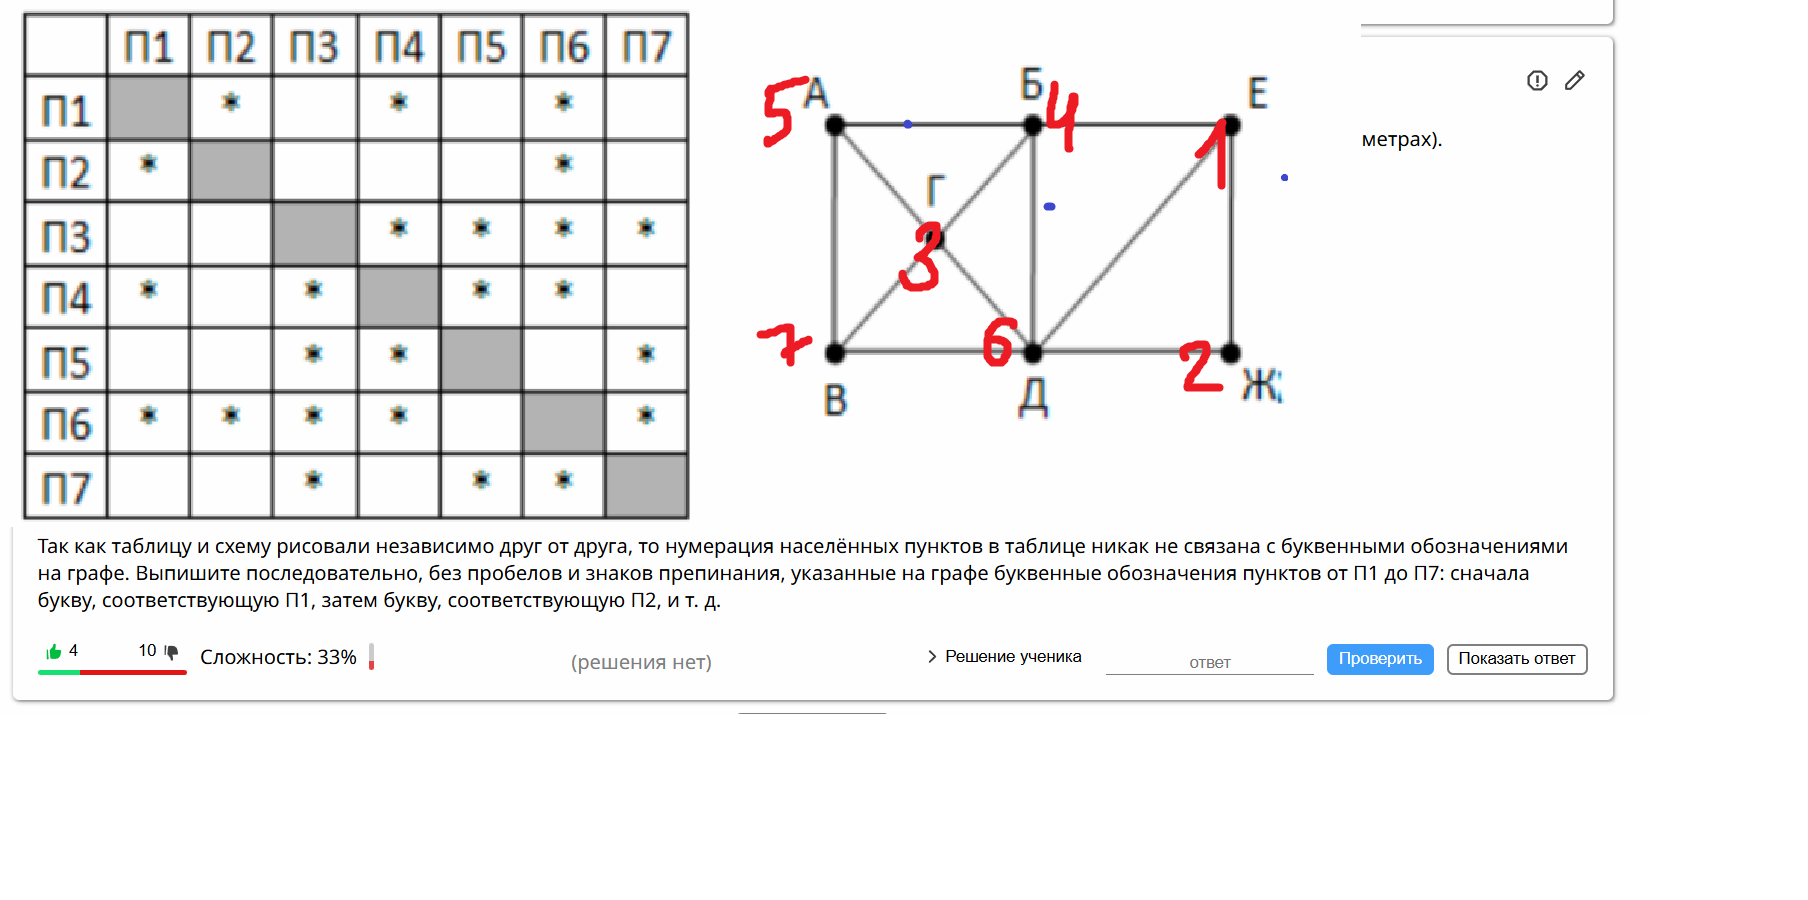 П1 П2 П3 П4 П5 П6 П7
П1 * * *
П2 * *
П3 * * * *
П4 * * * *
П5 * * *
П6 * * * * *
П7 * * *
А Б Е
5 4 1
Г
3
7 6 2
В Д Ж
метрах).
Так как таблицу и схему рисовали независимо друг от друга, то нумерация населённых пунктов в таблице никак не связана с буквенными обозначениями
на графе. Выпишите последовательно, без пробелов и знаков препинания, указанные на графе буквенные обозначения пунктов от П1 до П7: сначала
букву, соответствующую П1, затем букву, соответствующую П2, и т. д.
4 10 Сложность: 33% (решения нет) Решение ученика ответ Проверить Показать ответ